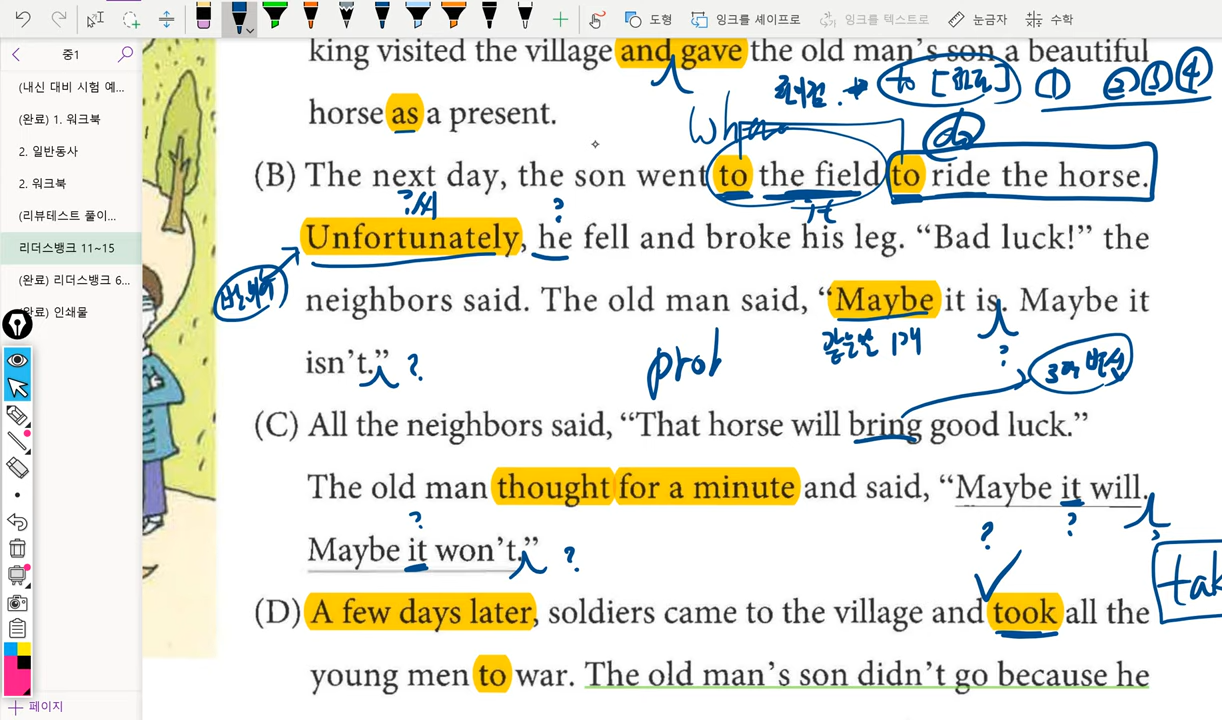 도형
잉크를 셰이프로
잉크를 텍스트로
눈금자
수학
중1
(내신 대비 시험 예...
(완료) 1. 워크북
2. 일반동사
2. 워크북
(리뷰테스트 풀이...
리더스뱅크 11~15
(완료) 리더스뱅크 6...
(완료) 인쇄물
페이지
king visited the village and gave the old man's son a beautiful
to ① ② ③ ④
horse as a present.
do
(B) The next day, the son went to the field to ride the horse.
? ? it
Unfortunately, he fell and broke his leg. “Bad luck!” the
neighbors said. The old man said, “Maybe it is. Maybe it
?
isn't.” ? prob
(C) All the neighbors said, “That horse will bring good luck.”
The old man thought for a minute and said, “Maybe it will.
? ? ?
Maybe it won't.” ?
tak
(D) A few days later, soldiers came to the village and took all the
young men to war. The old man's son didn't go because he